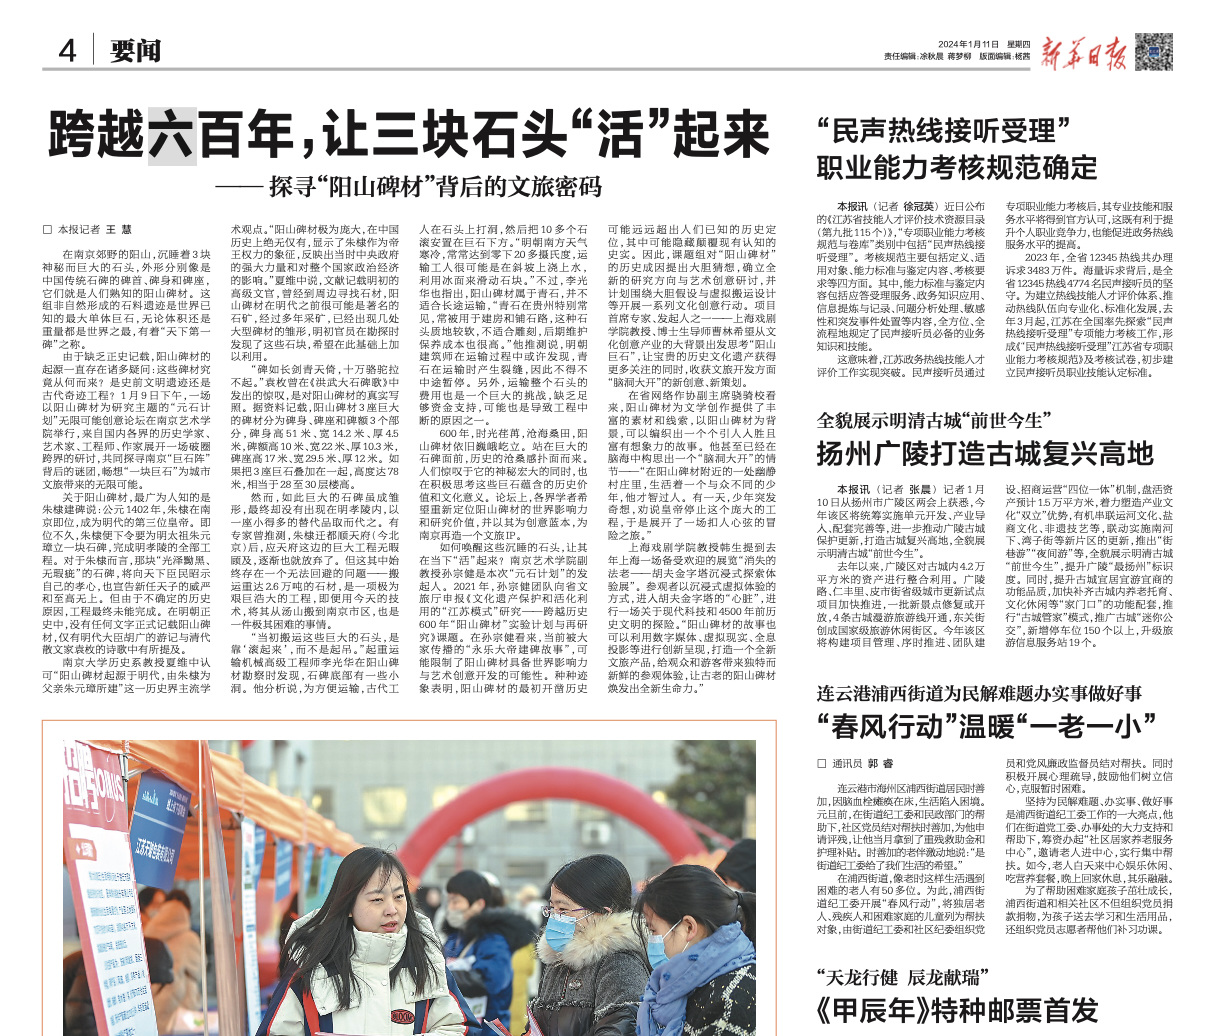 4 要闻
2024年1月11日 星期四
责任编辑:凃秋晨 蒋梦柳 版面编辑:杨茜
新华日报
跨越六百年,让三块石头“活”起来
—— 探寻“阳山碑材”背后的文旅密码
□ 本报记者 王 慧
在南京郊野的阳山,沉睡着3块
神秘而巨大的石头,外形分别像是
中国传统石碑的碑首、碑身和碑座,
它们就是人们熟知的阳山碑材。这
组非自然形成的石料遗迹是世界已
知的最大单体巨石,无论体积还是
重量都是世界之最,有着“天下第一
碑”之称。
由于缺乏正史记载,阳山碑材的
起源一直存在诸多疑问:这些碑材究
竟从何而来?是史前文明遗迹还是
古代奇迹工程?1月9日下午,一场
以阳山碑材为研究主题的“元石计
划”无限可能创意论坛在南京艺术学
院举行,来自国内各界的历史学家、
艺术家、工程师、作家展开一场破圈
跨界的研讨,共同探寻南京“巨石阵”
背后的谜团,畅想“一块巨石”为城市
文旅带来的无限可能。
关于阳山碑材,最广为人知的是
朱棣建碑说:公元1402年,朱棣在南
京即位,成为明代的第三位皇帝。即
位不久,朱棣便下令要为明太祖朱元
璋立一块石碑,完成明孝陵的全部工
程。对于朱棣而言,那块“光泽黝黑、
无瑕疵”的石碑,将向天下臣民昭示
自己的孝心,也宣告新任天子的威严
和至高无上。但由于不确定的历史
原因,工程最终未能完成。在明朝正
史中,没有任何文字正式记载阳山碑
材,仅有明代大臣胡广的游记与清代
散文家袁枚的诗歌中有所提及。
南京大学历史系教授夏维中认
可“阳山碑材起源于明代,由朱棣为
父亲朱元璋所建”这一历史界主流学
术观点。“阳山碑材极为庞大,在中国
历史上绝无仅有,显示了朱棣作为帝
王权力的象征,反映出当时中央政府
的强大力量和对整个国家政治经济
的影响。”夏维中说,文献记载明初的
高级文官,曾经到周边寻找石材,阳
山碑材在明代之前很可能是著名的
石矿,经过多年采矿,已经出现几处
大型碑材的雏形,明初官员在勘探时
发现了这些石块,希望在此基础上加
以利用。
“碑如长剑青天倚,十万骆驼拉
不起。”袁枚曾在《洪武大石碑歌》中
发出的惊叹,是对阳山碑材的真实写
照。据资料记载,阳山碑材3座巨大
的碑材分为碑身、碑座和碑额3个部
分,碑身高51米、宽14.2米、厚4.5
米,碑额高10米、宽22米、厚10.3米,
碑座高17米、宽29.5米、厚12米。如
果把3座巨石叠加在一起,高度达78
米,相当于28至30层楼高。
然而,如此巨大的石碑虽成雏
形,最终却没有出现在明孝陵内,以
一座小得多的替代品取而代之。有
专家曾推测,朱棣迁都顺天府(今北
京)后,应天府这边的巨大工程无暇
顾及,逐渐也就放弃了。但这其中始
终存在一个无法回避的问题——搬
运重达2.6万吨的石材,是一项极为
艰巨浩大的工程,即便用今天的技
术,将其从汤山搬到南京市区,也是
一件极其困难的事情。
“当初搬运这些巨大的石头,是
靠‘滚起来’,而不是起吊。”起重运
输机械高级工程师李光华在阳山碑
材勘察时发现,石碑底部有一些小
洞。他分析说,为方便运输,古代工
人在石头上打洞,然后把10多个石
滚安置在巨石下方。“明朝南方天气
寒冷,常常达到零下20多摄氏度,运
输工人很可能是在斜坡上浇上水,
利用冰面来滑动石块。”不过,李光
华也指出,阳山碑材属于青石,并不
适合长途运输,“青石在贵州特别常
见,常被用于建房和铺石路,这种石
头质地较软,不适合雕刻,后期维护
保养成本也很高。”他推测说,明朝
建筑师在运输过程中或许发现,青
石在运输时产生裂缝,因此不得不
中途暂停。另外,运输整个石头的
费用也是一个巨大的挑战,缺乏足
够资金支持,可能也是导致工程中
断的原因之一。
600年,时光荏苒,沧海桑田,阳
山碑材依旧巍峨屹立。站在巨大的
石碑面前,历史的沧桑感扑面而来。
人们惊叹于它的神秘宏大的同时,也
在积极思考这些巨石蕴含的历史价
值和文化意义。论坛上,各界学者希
望重新定位阳山碑材的世界影响力
和研究价值,并以其为创意蓝本,为
南京再造一个文旅IP。
如何唤醒这些沉睡的石头,让其
在当下“活”起来?南京艺术学院副
教授孙宗健是本次“元石计划”的发
起人。2021年,孙宗健团队向省文
旅厅申报《文化遗产保护和活化利
用的“江苏模式”研究——跨越历史
600年“阳山碑材”实验计划与再研
究》课题。在孙宗健看来,当前被大
家传播的“永乐大帝建碑故事”,可
能限制了阳山碑材具备世界影响力
与艺术创意开发的可能性。种种迹
象表明,阳山碑材的最初开凿历史
可能远远超出人们已知的历史定
位,其中可能隐藏颠覆现有认知的
史实。因此,课题组对“阳山碑材”
的历史成因提出大胆猜想,确立全
新的研究方向与艺术创意研讨,并
计划围绕大胆假设与虚拟搬运设计
等开展一系列文化创意行动。项目
首席专家、发起人之一——上海戏剧
学院教授、博士生导师曹林希望从文
化创意产业的大背景出发思考“阳山
巨石”,让宝贵的历史文化遗产获得
更多关注的同时,收获文旅开发方面
“脑洞大开”的新创意、新策划。
在省网络作协副主席骁骑校看
来,阳山碑材为文学创作提供了丰
富的素材和线索,以阳山碑材为背
景,可以编织出一个个引人入胜且
富有想象力的故事。他甚至已经在
脑海中构思出一个“脑洞大开”的情
节——“在阳山碑材附近的一处幽静
村庄里,生活着一个与众不同的少
年,他才智过人。有一天,少年突发
奇想,劝说皇帝停止这个庞大的工
程,于是展开了一场扣人心弦的冒
险之旅。”
上海戏剧学院教授韩生提到去
年上海一场备受欢迎的展览“消失的
法老——胡夫金字塔沉浸式探索体
验展”。参观者以沉浸式虚拟体验的
方式,进入胡夫金字塔的“心脏”,进
行一场关于现代科技和4500年前历
史文明的探险。“阳山碑材的故事也
可以利用数字媒体、虚拟现实、全息
投影等进行创新呈现,打造一个全新
文旅产品,给观众和游客带来独特而
新鲜的参观体验,让古老的阳山碑材
焕发出全新生命力。”
“民声热线接听受理”
职业能力考核规范确定
本报讯(记者 徐冠英)近日公布
的《江苏省技能人才评价技术资源目录
(第九批115个)》,“专项职业能力考核
规范与卷库”类别中包括“民声热线接
听受理”。考核规范主要包括定义、适
用对象、能力标准与鉴定内容、考核要
求等四方面。其中,能力标准与鉴定内
容包括应答受理服务、政务知识应用、
信息提炼与记录、问题分析处理、敏感
性和突发事件处置等内容,全方位、全
流程地规定了民声接听员必备的业务
知识和技能。
这意味着,江苏政务热线技能人才
评价工作实现突破。民声接听员通过
专项职业能力考核后,其专业技能和服
务水平将得到官方认可,这既有利于提
升个人职业竞争力,也能促进政务热线
服务水平的提高。
2023年,全省12345热线共办理
诉求3483万件。海量诉求背后,是全
省12345热线4774名民声接听员的坚
守。为建立热线技能人才评价体系、推
动热线队伍向专业化、标准化发展,去
年3月起,江苏在全国率先探索“民声
热线接听受理”专项能力考核工作,形
成《“民声热线接听受理”江苏省专项职
业能力考核规范》及考核试卷,初步建
立民声接听员职业技能认定标准。
全貌展示明清古城“前世今生”
扬州广陵打造古城复兴高地
本报讯(记者 张晨)记者1月
10日从扬州市广陵区两会上获悉,今
年该区将统筹实施单元开发、产业导
入、配套完善等,进一步推动广陵古城
保护更新,打造古城复兴高地,全貌展
示明清古城“前世今生”。
去年以来,广陵区对古城内4.2万
平方米的资产进行整合利用。广陵
路、仁丰里、皮市街省级城市更新试点
项目加快推进,一批新景点修复或开
放,4条古城漫游旅游线开通,东关街
创成国家级旅游休闲街区。今年该区
将构建项目管理、序时推进、团队建
设、招商运营“四位一体”机制,盘活资
产预计1.5万平方米,着力塑造产业文
化“双立”优势,有机串联运河文化、盐
商文化、非遗技艺等,联动实施南河
下、湾子街等新片区的更新,推出“街
巷游”“夜间游”等,全貌展示明清古城
“前世今生”,提升广陵“最扬州”标识
度。同时,提升古城宜居宜游宜商的
功能品质,加快补齐古城内养老托育、
文化休闲等“家门口”的功能配套,推
行“古城管家”模式,推广古城“迷你公
交”,新增停车位150个以上,升级旅
游信息服务站19个。
连云港浦西街道为民解难题办实事做好事
“春风行动”温暖“一老一小”
□ 通讯员 郭 睿
连云港市海州区浦西街道居民时善
加,因脑血栓瘫痪在床,生活陷入困境。
元旦前,在街道纪工委和民政部门的帮
助下,社区党员结对帮扶时善加,为他申
请评残,让他当月拿到了重残救助金和
护理补贴。时善加的老伴激动地说:“是
街道纪工委给了我们生活的希望。”
在浦西街道,像老时这样生活遇到
困难的老人有50多位。为此,浦西街
道纪工委开展“春风行动”,将独居老
人、残疾人和困难家庭的儿童列为帮扶
对象,由街道纪工委和社区纪委组织党
员和党风廉政监督员结对帮扶。同时
积极开展心理疏导,鼓励他们树立信
心,克服暂时困难。
坚持为民解难题、办实事、做好事
是浦西街道纪工委工作的一大亮点,他
们在街道党工委、办事处的大力支持和
帮助下,筹资办起“社区居家养老服务
中心”,邀请老人进中心,实行集中帮
扶。如今,老人白天来中心娱乐休闲、
吃营养套餐,晚上回家休息,其乐融融。
为了帮助困难家庭孩子茁壮成长,
浦西街道和相关社区不但组织党员捐
款捐物,为孩子送去学习和生活用品,
还组织党员志愿者帮他们补习功课。
“天龙行健 辰龙献瑞”
《甲辰年》特种邮票首发